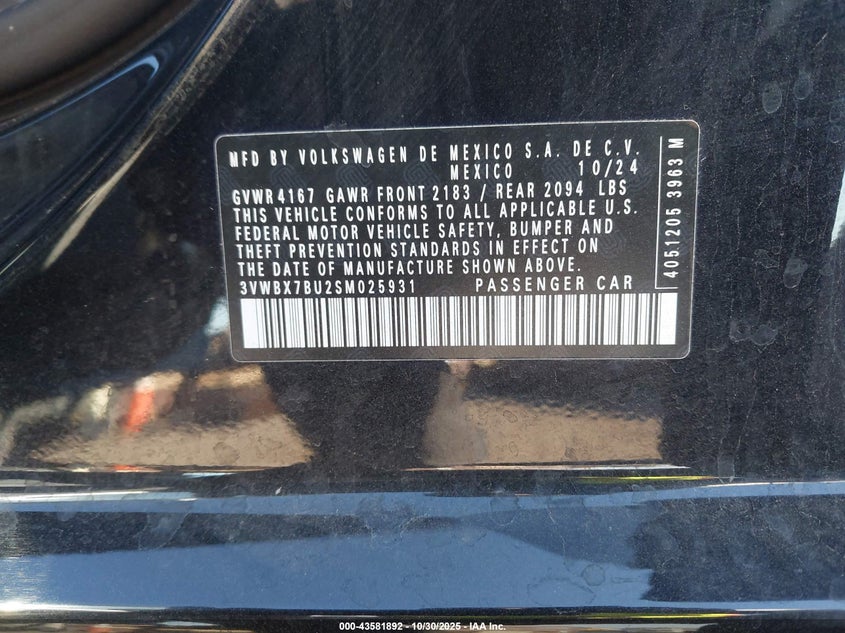 MFD BY VOLKSWAGEN DE MEXICO S.A. DE C.V.
MEXICO 10/24
GVWR 4167 GAWR FRONT 2183 / REAR 2094 LBS
THIS VEHICLE CONFORMS TO ALL APPLICABLE U.S.
FEDERAL MOTOR VEHICLE SAFETY, BUMPER AND
THEFT PREVENTION STANDARDS IN EFFECT ON
THE DATE OF MANUFACTURE SHOWN ABOVE.
3VWBX7BU2SM025931 PASSENGER CAR
4051205 3963 M
000-43581892 - 10/30/2025 - IAA Inc.